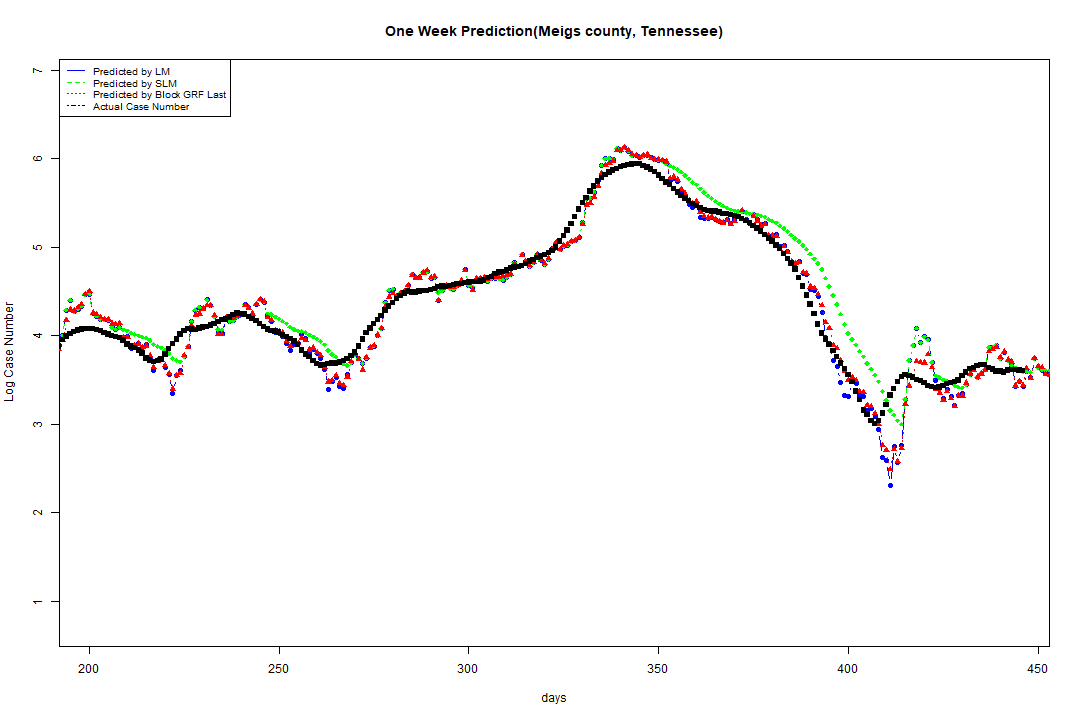 One Week Prediction(Meigs county, Tennessee)
Predicted by LM
Predicted by SLM
Predicted by Block GRF Last
Actual Case Number
7
6
5
4
3
2
1
Log Case Number
200 250 300 350 400 450
days